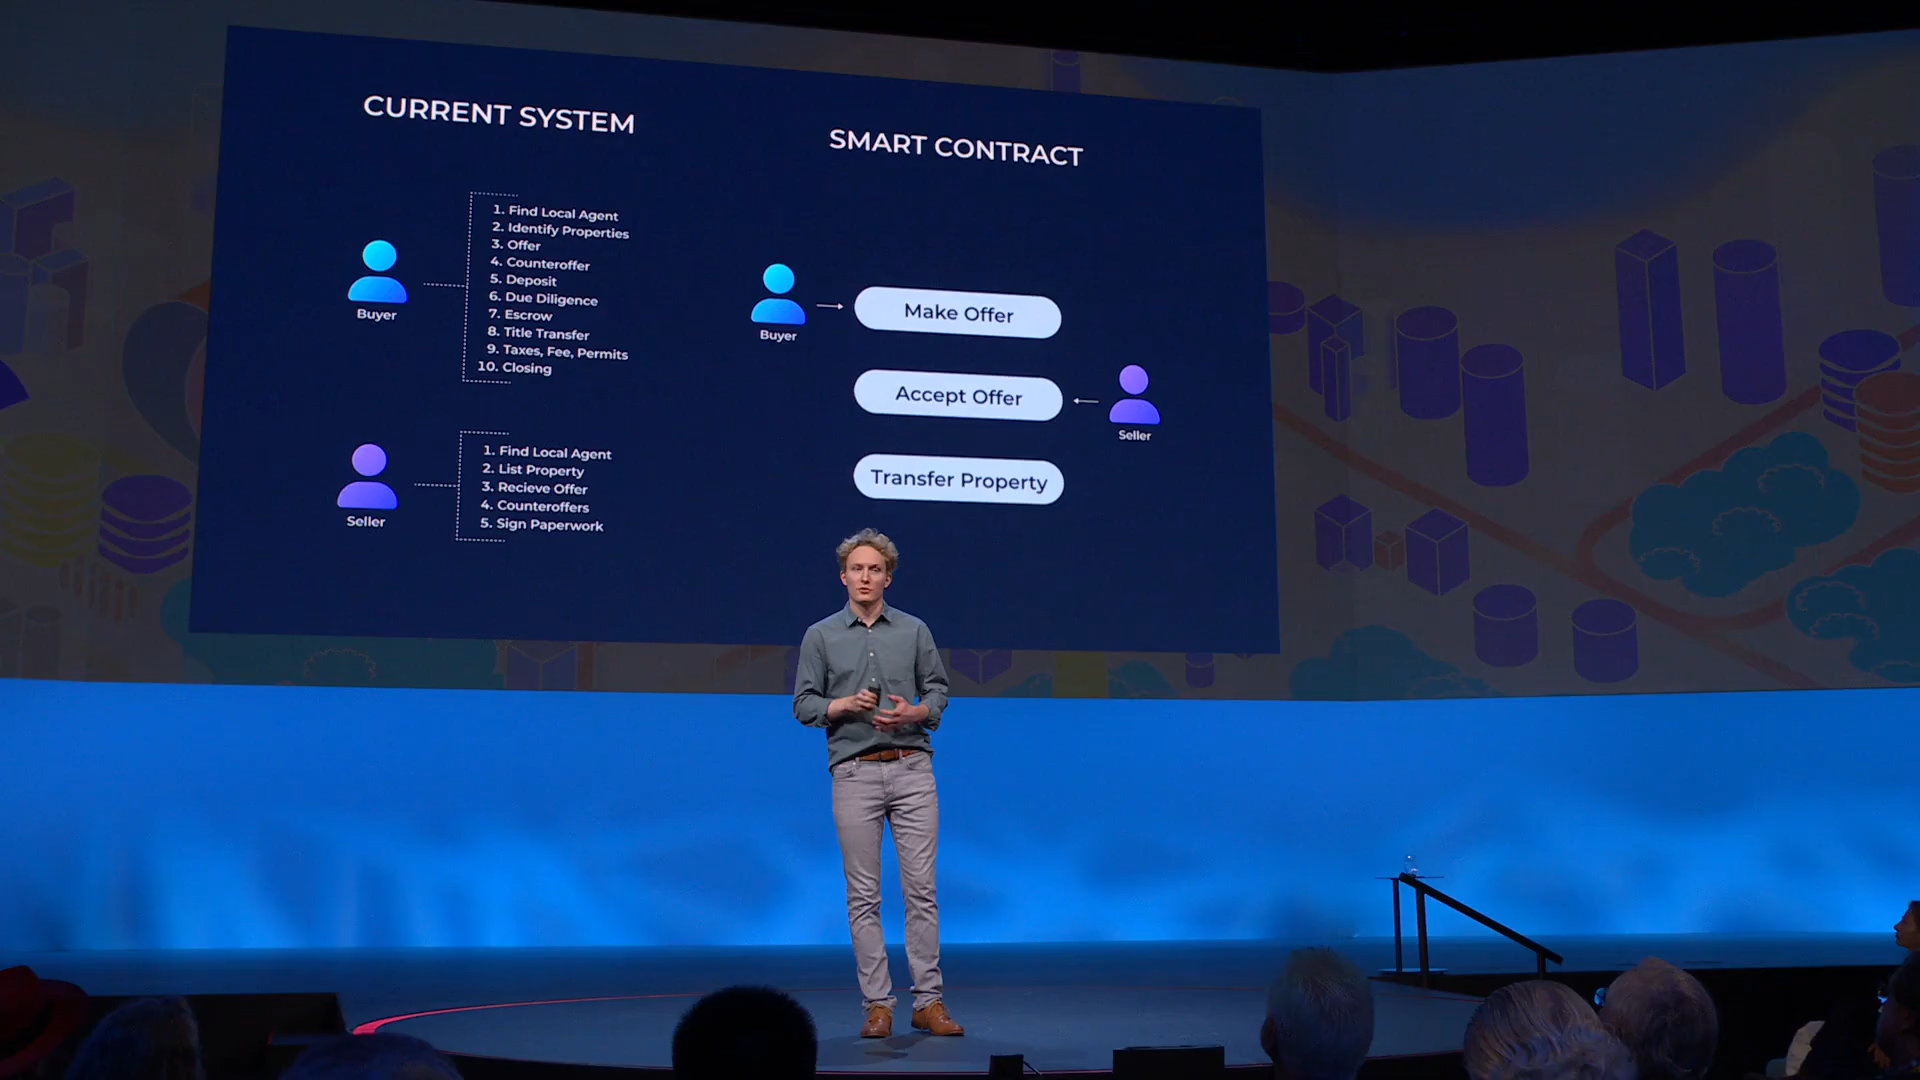 CURRENT SYSTEM
1. Find Local Agent
2. Identify Properties
3. Offer
4. Counteroffer
5. Deposit
6. Due Diligence
7. Escrow
8. Title Transfer
9. Taxes, Fee, Permits
10. Closing
Buyer
1. Find Local Agent
2. List Property
3. Recieve Offer
4. Counteroffers
5. Sign Paperwork
Seller
SMART CONTRACT
Buyer
Make Offer
Accept Offer
Seller
Transfer Property